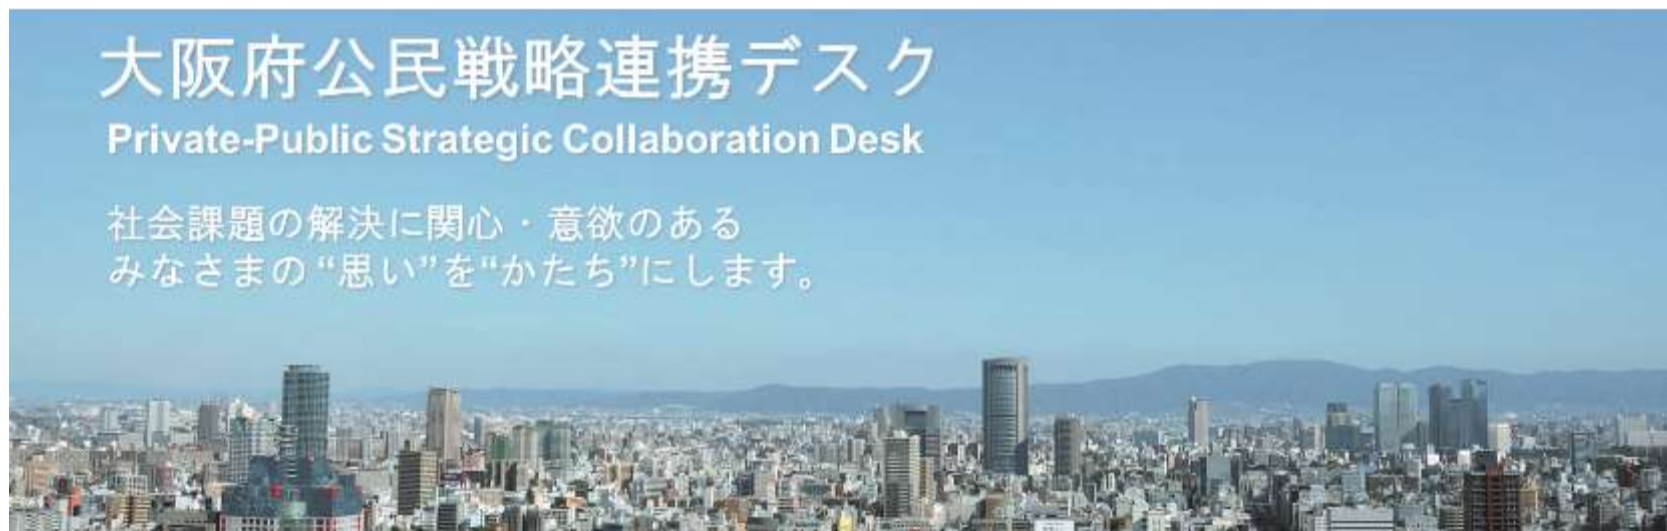 大阪府公民戦略連携デスク
Private-Public Strategic Collaboration Desk
社会課題の解決に関心・意欲のある
みなさまの“思い”を“かたち”にします。